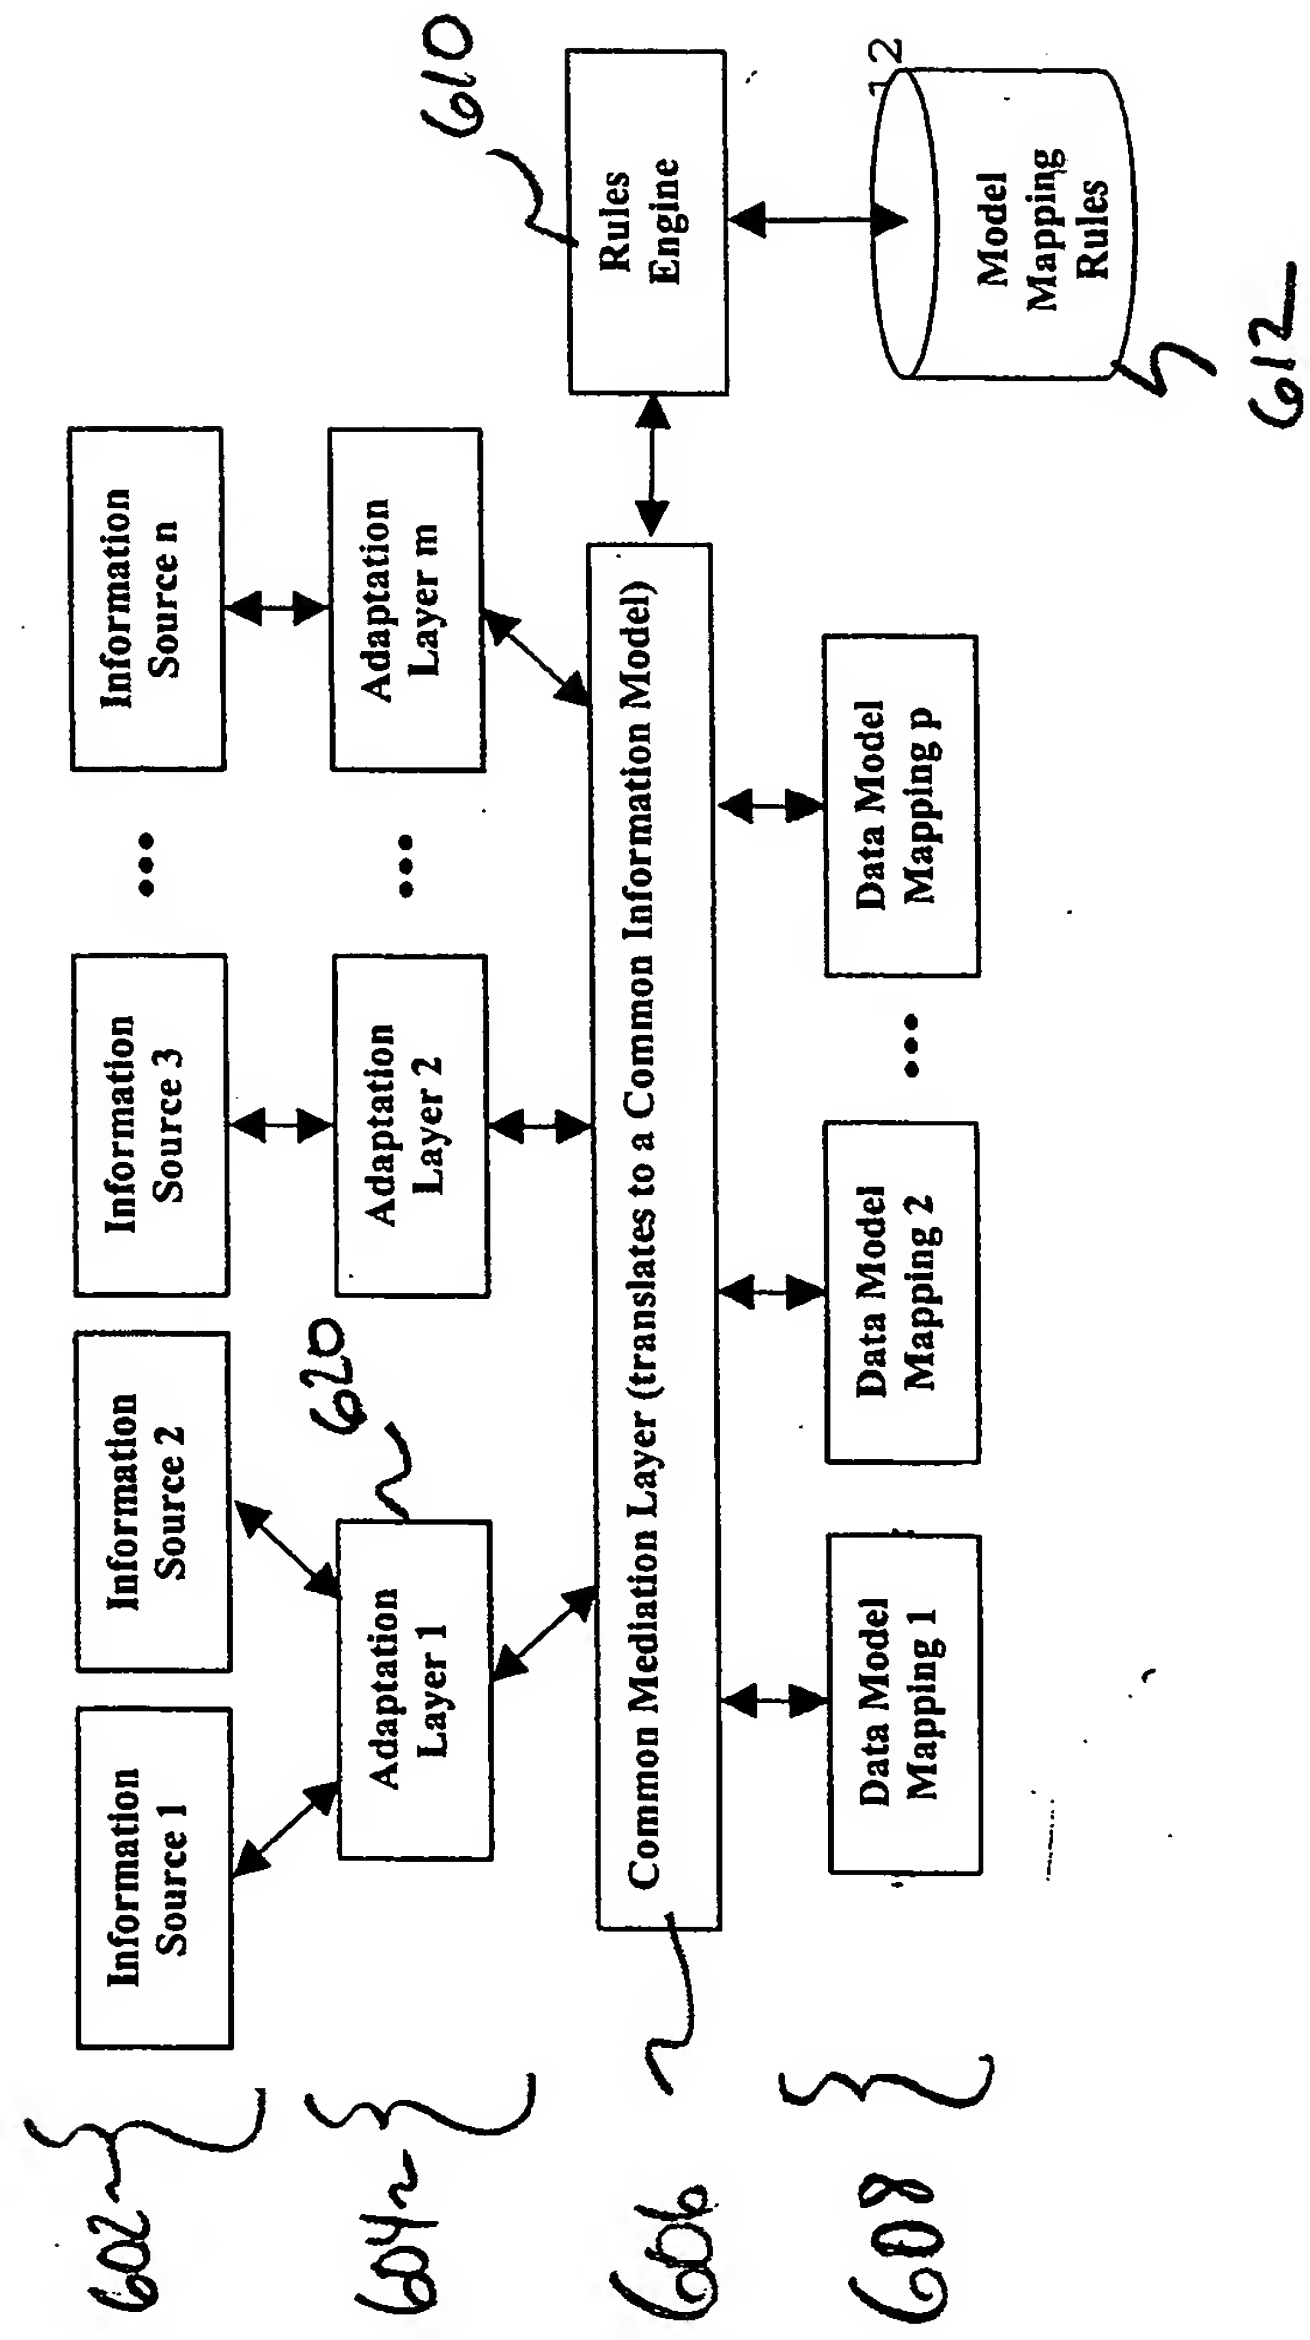 602
Information
Source 1
Information
Source 2
Information
Source 3
•••
Information
Source n
604
Adaptation
Layer 1
620
Adaptation
Layer 2
•••
Adaptation
Layer m
610
Rules
Engine
606
Common Mediation Layer (translates to a Common Information Model)
608
Data Model
Mapping 1
Data Model
Mapping 2
•••
Data Model
Mapping p
12
Model
Mapping
Rules
612